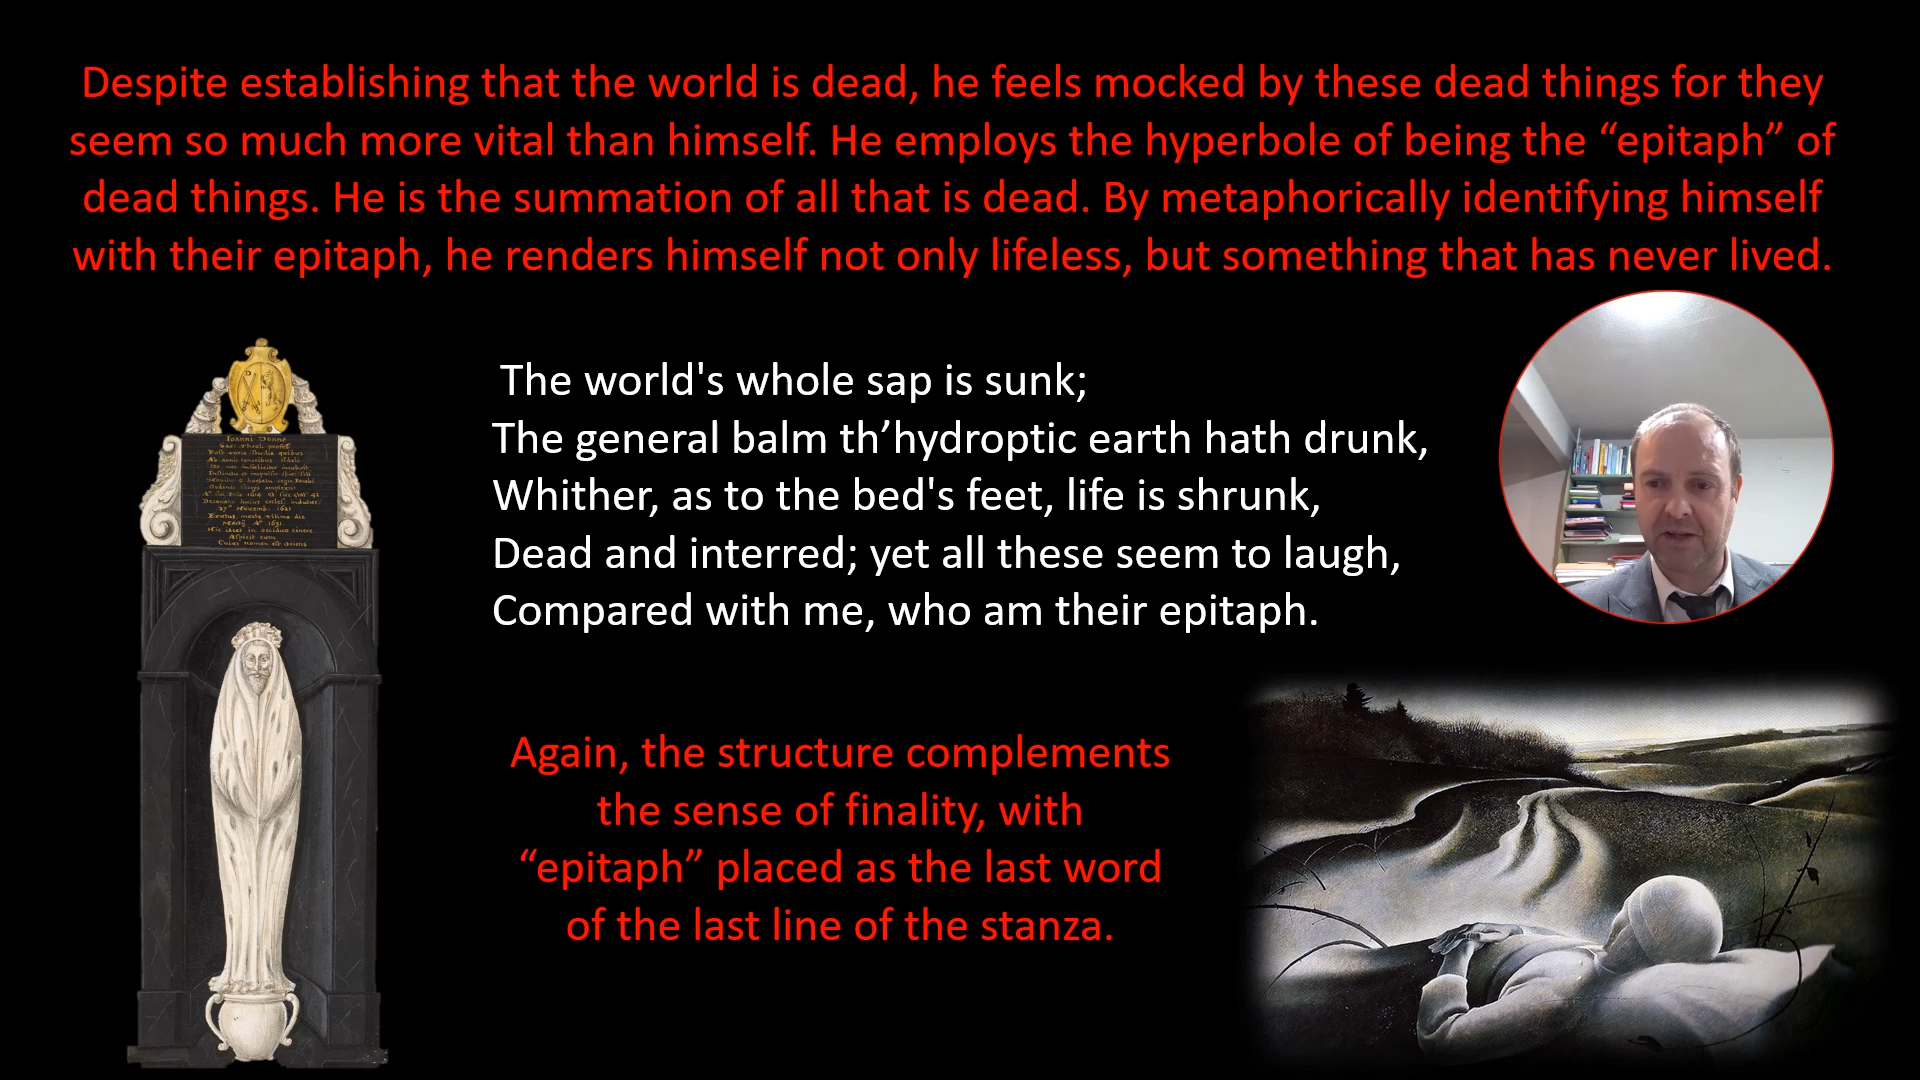 Despite establishing that the world is dead, he feels mocked by these dead things for they
seem so much more vital than himself. He employs the hyperbole of being the “epitaph” of
dead things. He is the summation of all that is dead. By metaphorically identifying himself
with their epitaph, he renders himself not only lifeless, but something that has never lived.
The world's whole sap is sunk;
The general balm th’hydroptic earth hath drunk,
Whither, as to the bed's feet, life is shrunk,
Dead and interred; yet all these seem to laugh,
Compared with me, who am their epitaph.
Again, the structure complements
the sense of finality, with
“epitaph” placed as the last word
of the last line of the stanza.